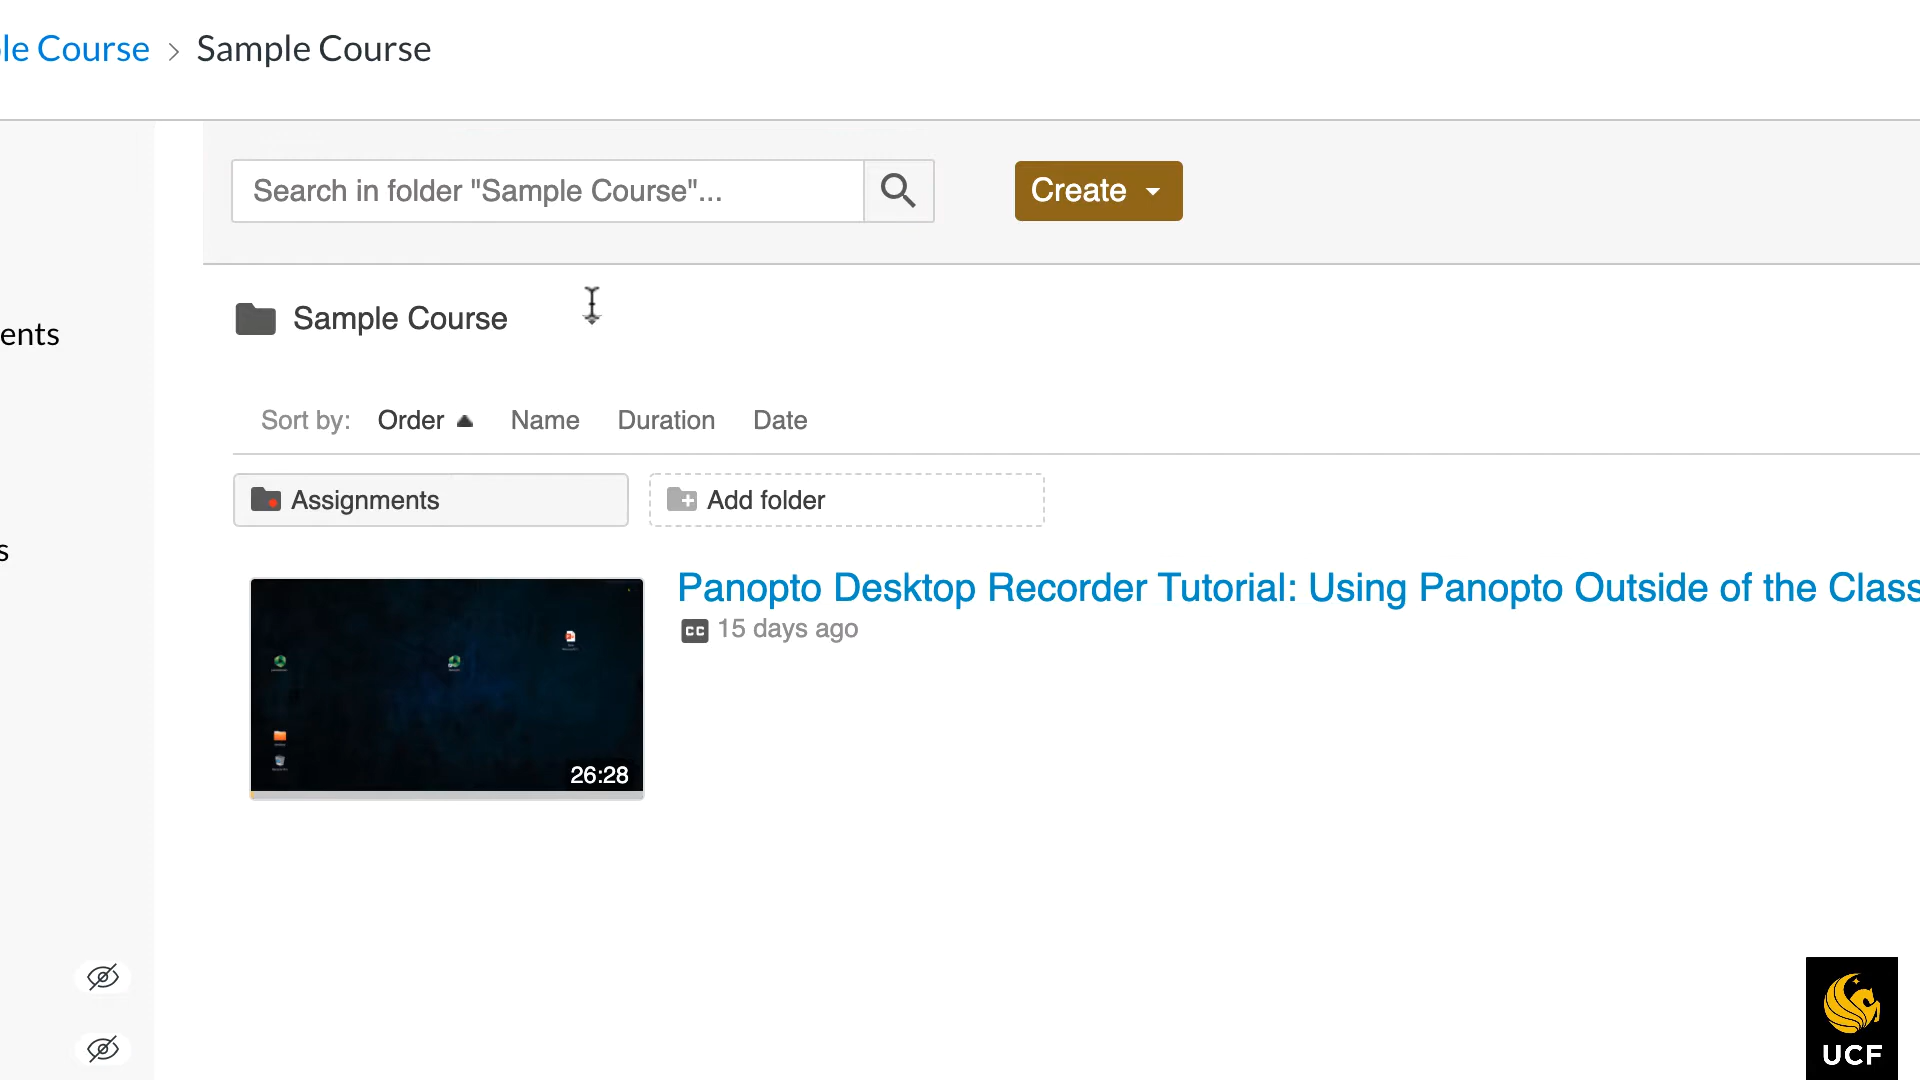 le Course > Sample Course
Search in folder "Sample Course"...
Create
Sample Course
ents
Sort by: Order Name Duration Date
Assignments
Add folder
s
Panopto Desktop Recorder Tutorial: Using Panopto Outside of the Class
CC 15 days ago
26:28
UCF